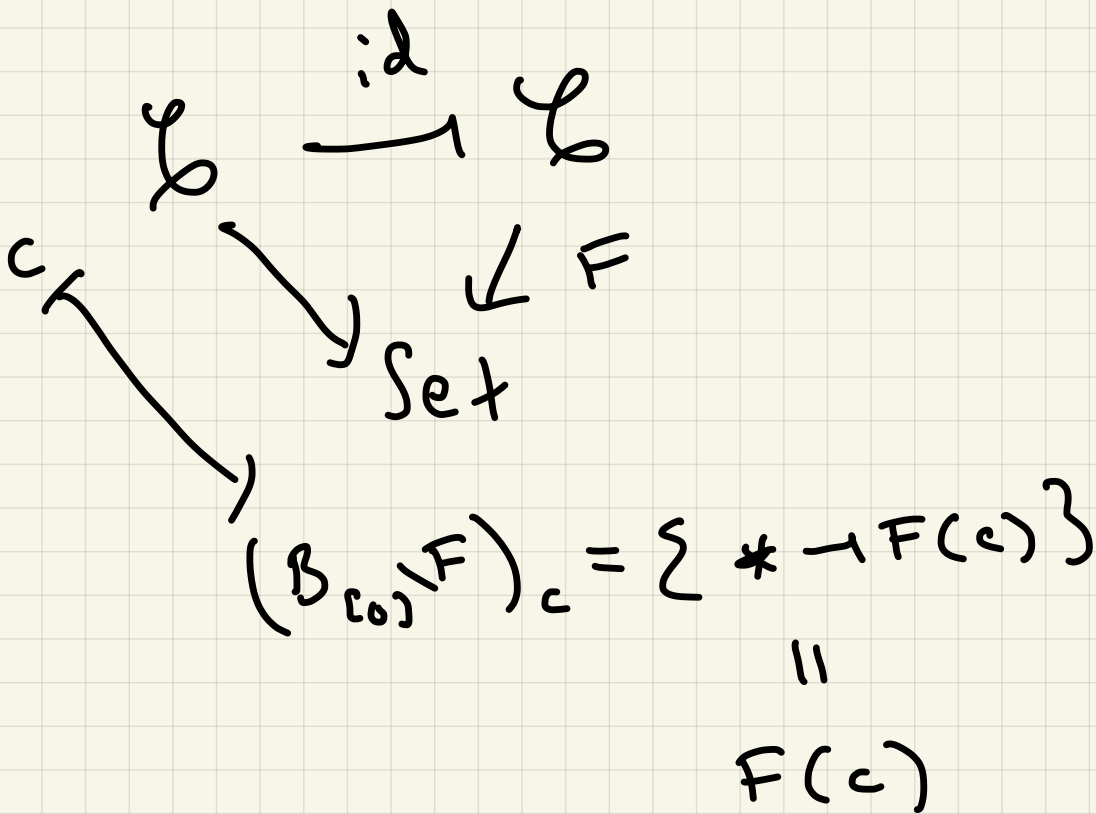 id
𝒞 → 𝒞
c
F
Set
(B_{[0]}\F)_c = { * → F(c) }
||
F(c)